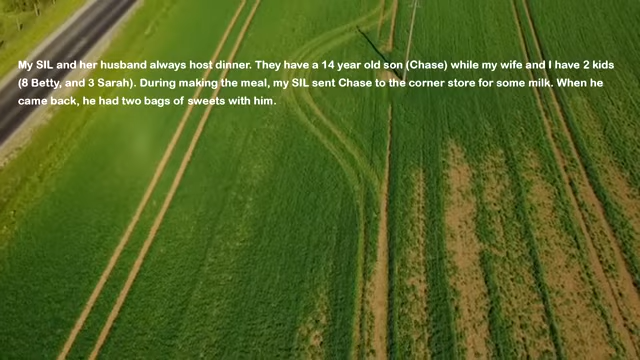 My SIL and her husband always host dinner. They have a 14 year old son (Chase) while my wife and I have 2 kids
(8 Betty, and 3 Sarah). During making the meal, my SIL sent Chase to the corner store for some milk. When he
came back, he had two bags of sweets with him.